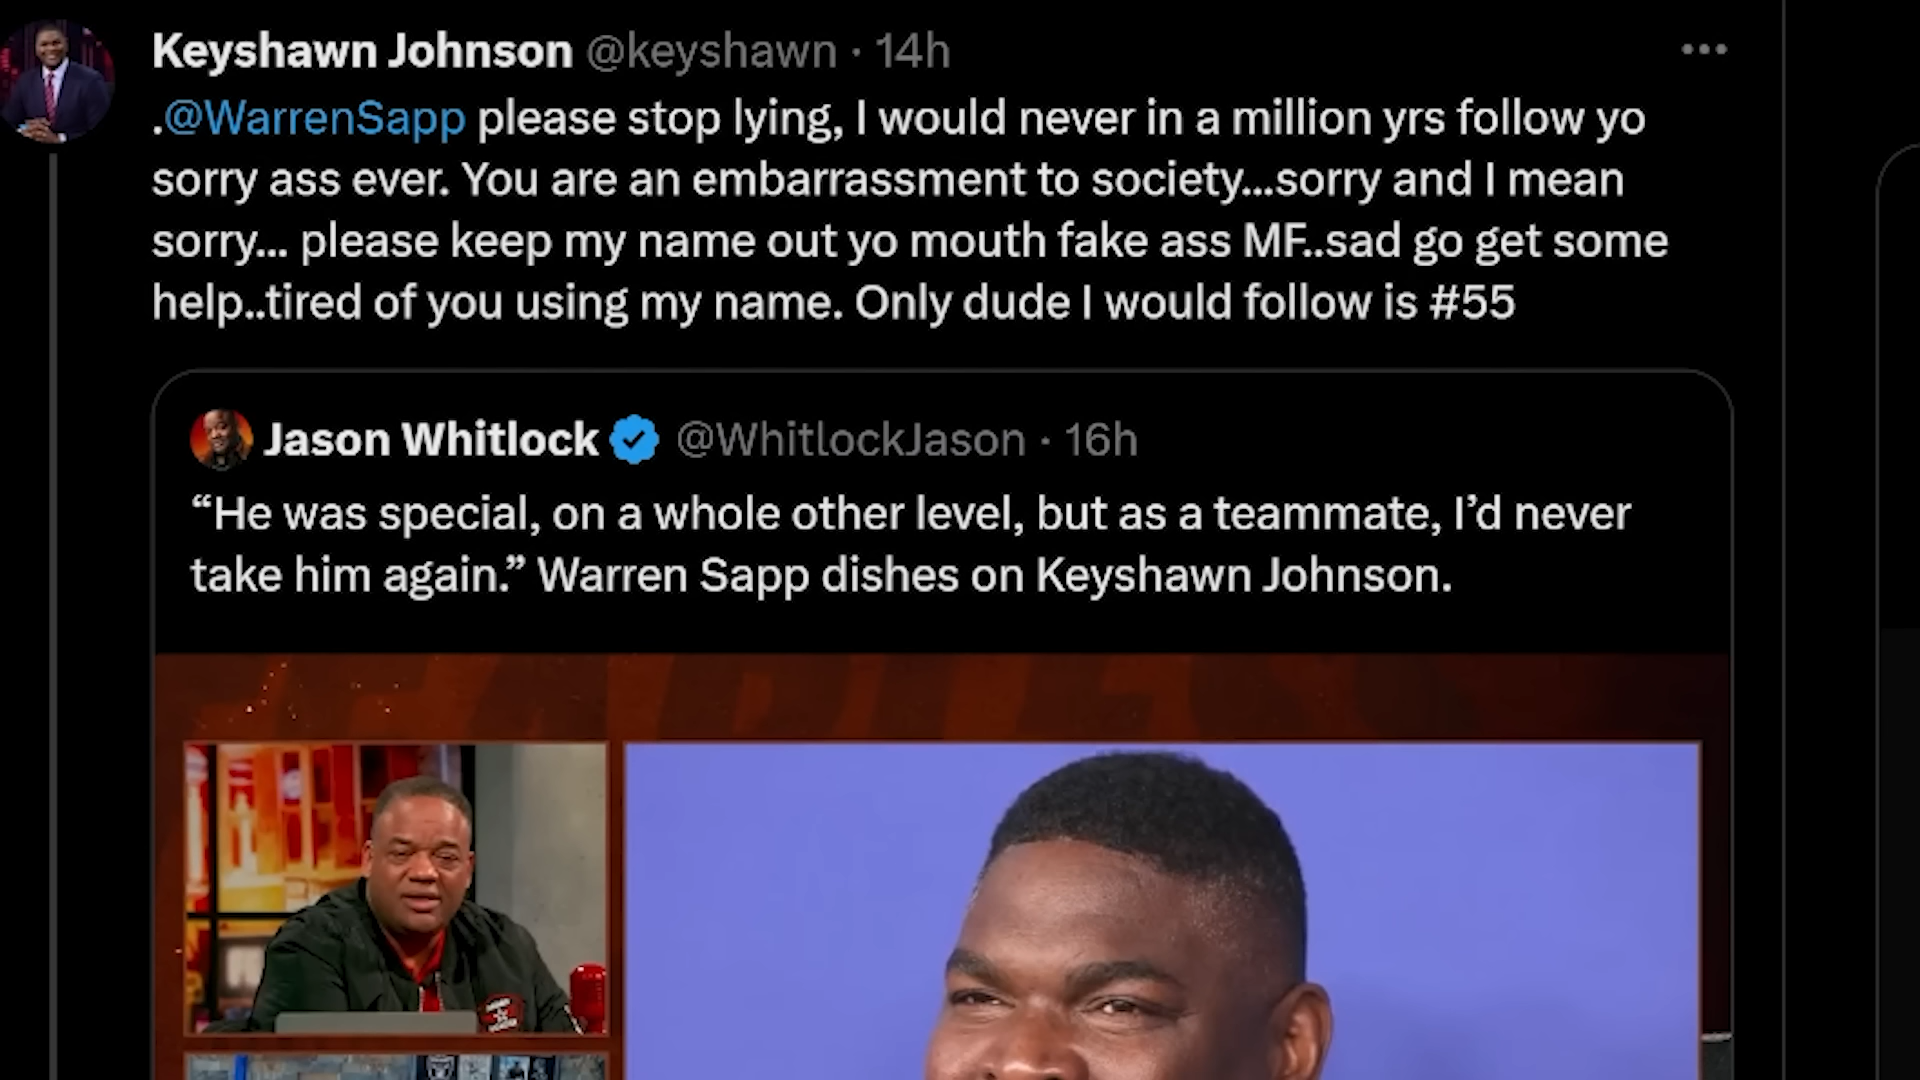 Keyshawn Johnson @keyshawn · 14h
.@WarrenSapp please stop lying, I would never in a million yrs follow yo
sorry ass ever. You are an embarrassment to society...sorry and I mean
sorry... please keep my name out yo mouth fake ass MF..sad go get some
help..tired of you using my name. Only dude I would follow is #55
Jason Whitlock @WhitlockJason · 16h
“He was special, on a whole other level, but as a teammate, I’d never
take him again.” Warren Sapp dishes on Keyshawn Johnson.